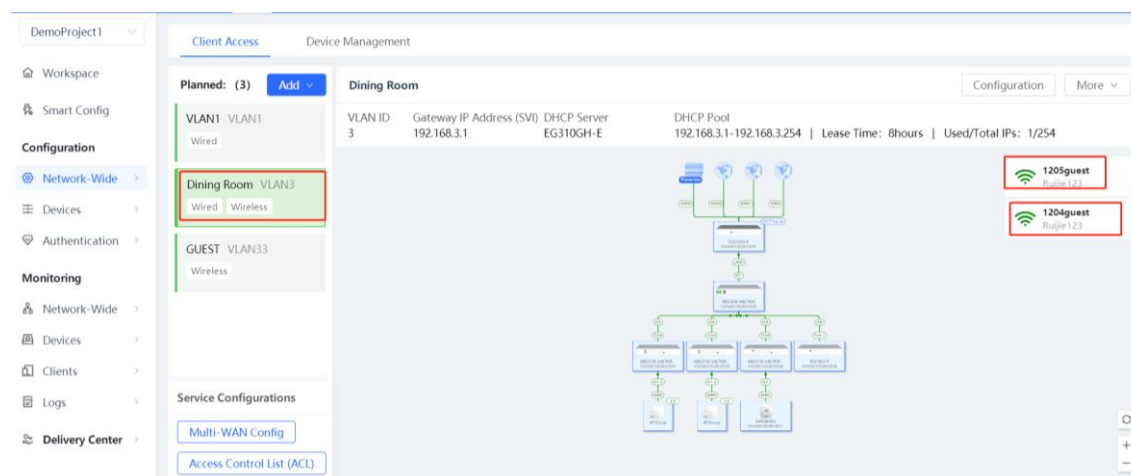 DemoProject1
Workspace
Smart Config
Configuration
Network-Wide
Devices
Authentication
Monitoring
Network-Wide
Devices
Clients
Logs
Delivery Center
Client Access
Device Management
Planned: (3)
Add
VLAN1 VLAN1
Wired
Dining Room VLAN3
Wired Wireless
GUEST VLAN33
Wireless
Service Configurations
Multi-WAN Config
Access Control List (ACL)
Dining Room
Configuration
More
VLAN ID Gateway IP Address (SVI) DHCP Server DHCP Pool
3 192.168.3.1 EG310GH-E 192.168.3.1-192.168.3.254 | Lease Time: 8hours | Used/Total IPs: 1/254
1205guest
Ruijie123
1204guest
Ruijie123